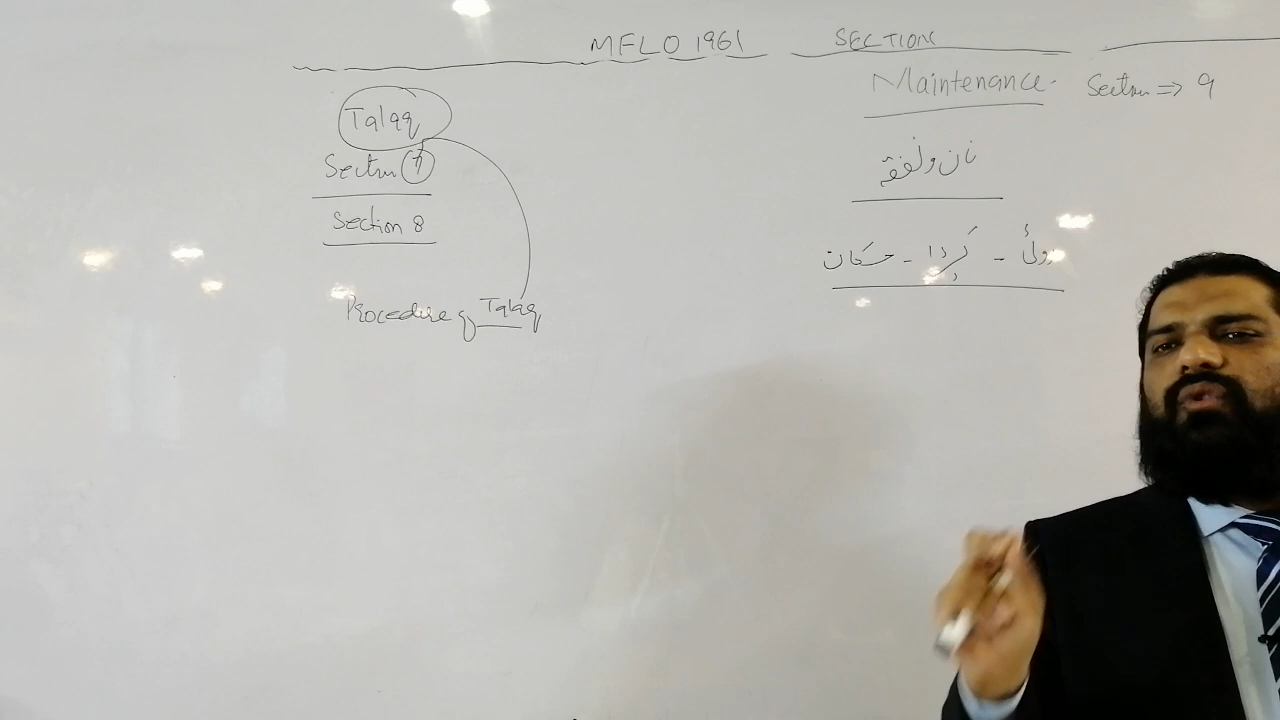 MFLO 1961 SECTION
Talaq
Section 7
Section 8
Procedure of Talaq
Maintenance. Section => 9
نان و نفقہ
روٹی - کپڑا - مکان